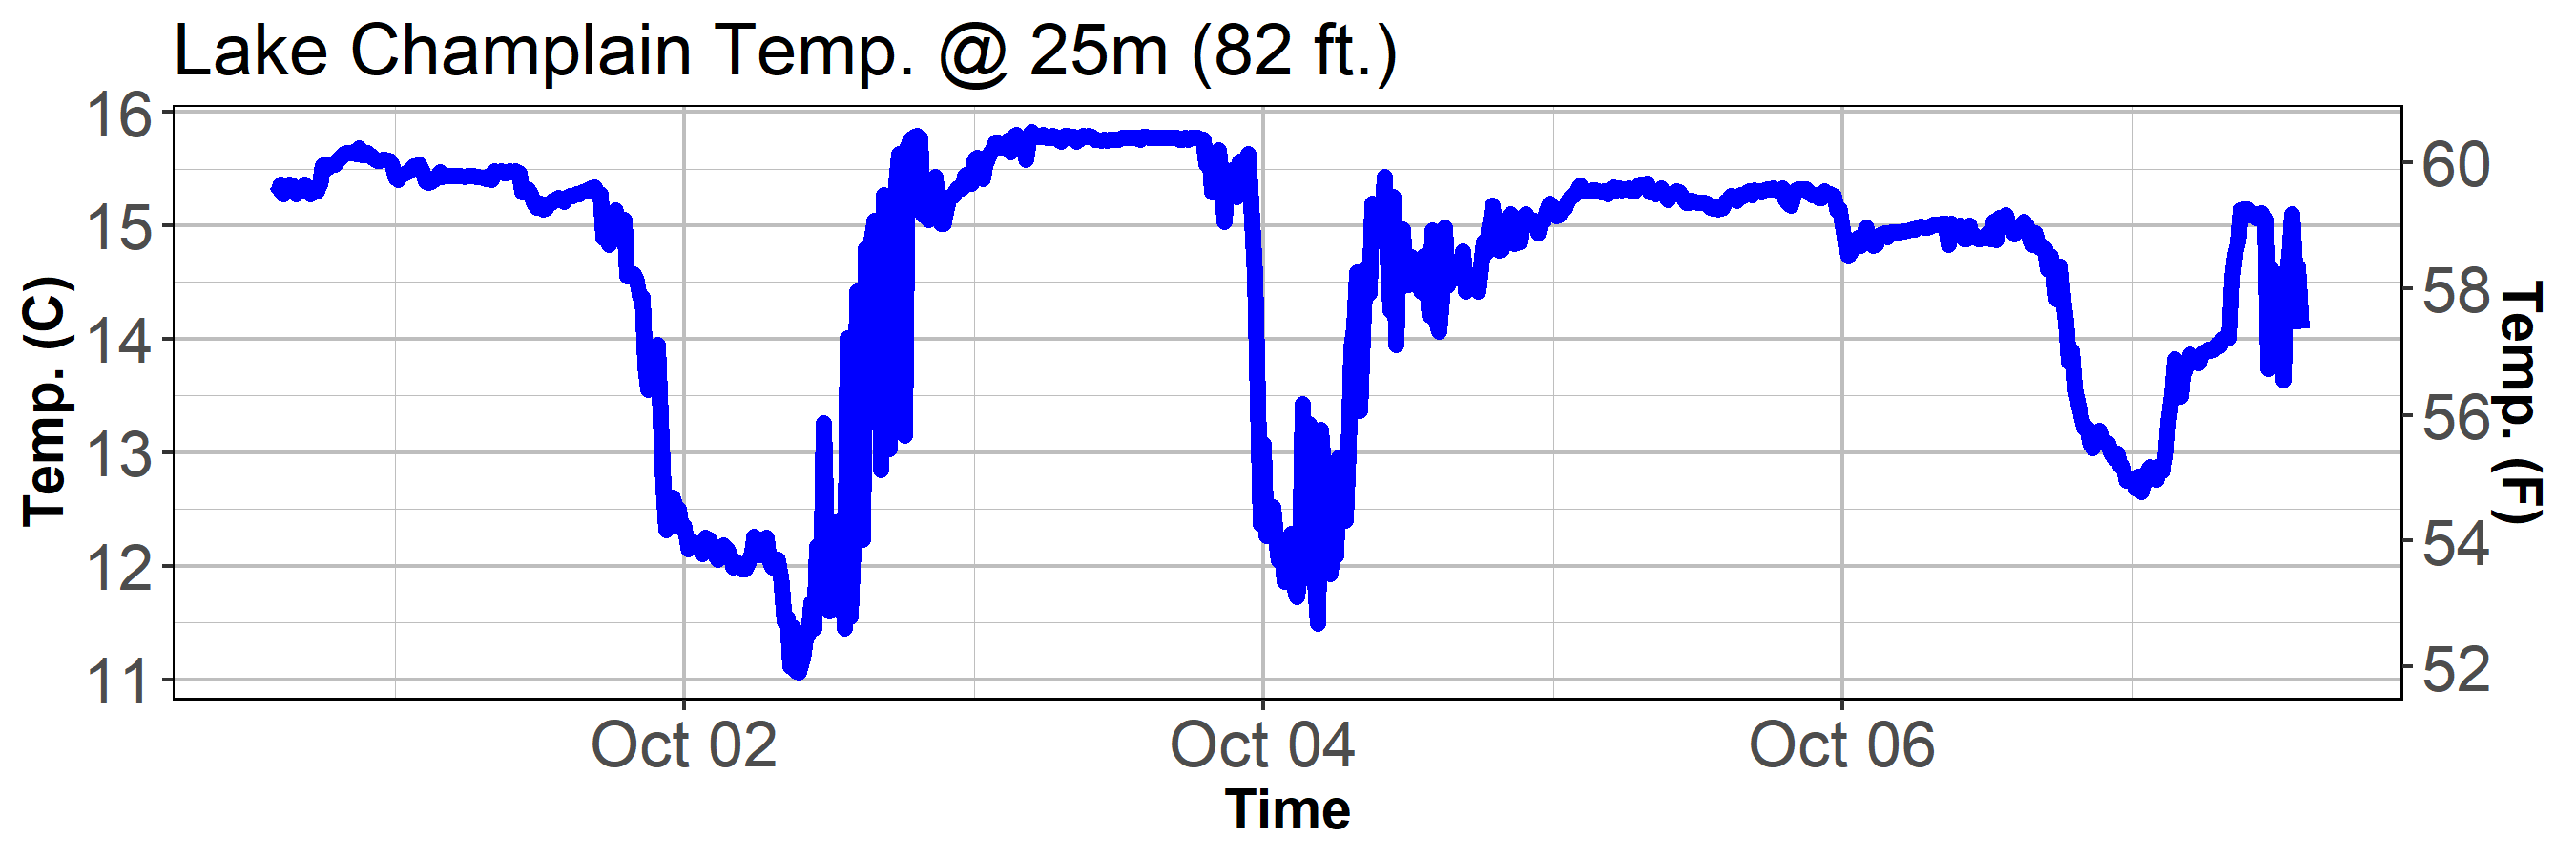 Lake Champlain Temp. @ 25m (82 ft.)
16
15
14
13
12
11
Temp. (C)
60
58
56
54
52
Temp. (F)
Oct 02
Oct 04
Oct 06
Time